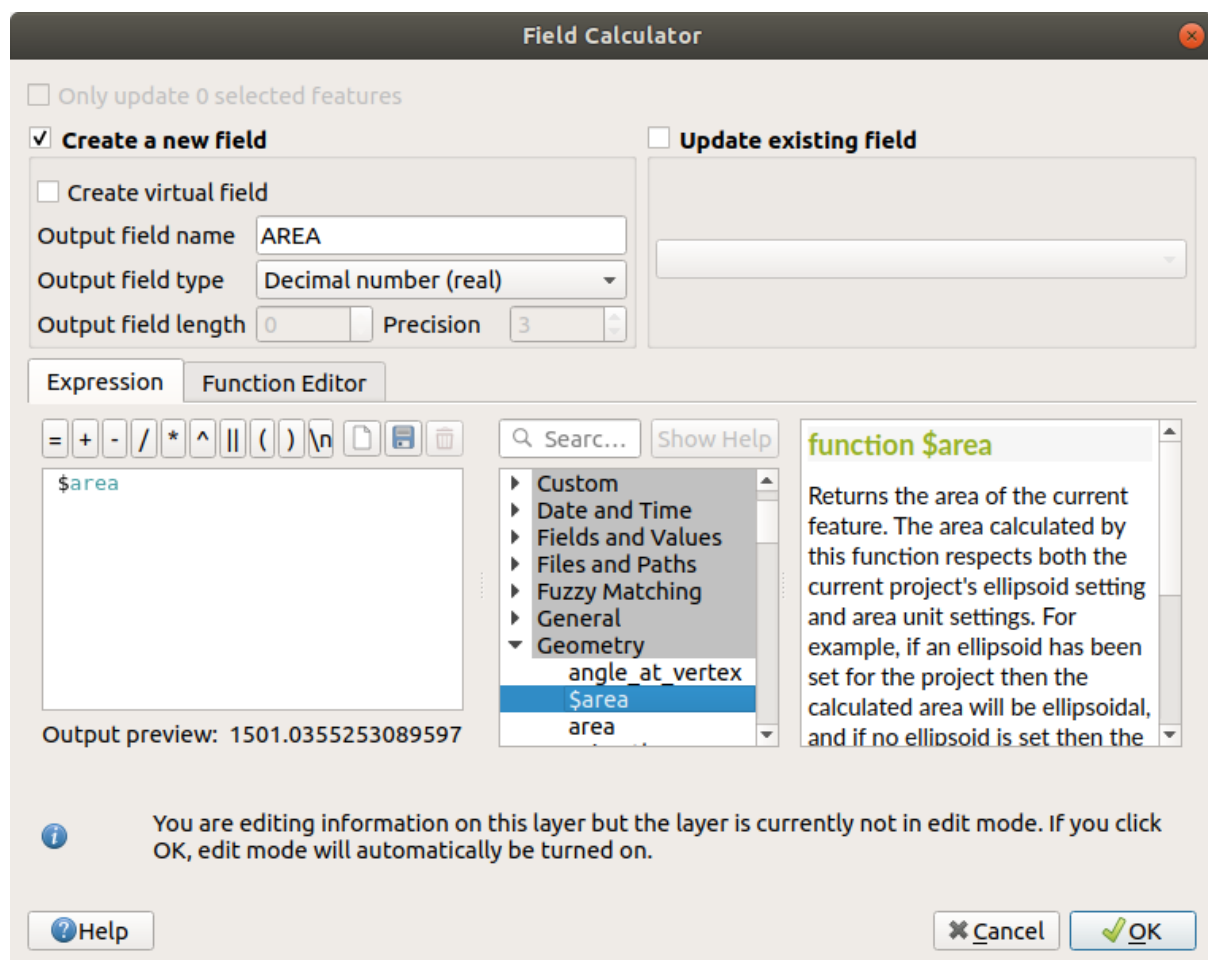 Field Calculator
Only update 0 selected features
Create a new field
Update existing field
Create virtual field
Output field name AREA
Output field type Decimal number (real)
Output field length 0 Precision 3
Expression Function Editor
= + - / * ^ || ( ) \n
Searc... Show Help
$area
Output preview: 1501.0355253089597
Custom
Date and Time
Fields and Values
Files and Paths
Fuzzy Matching
General
Geometry
angle_at_vertex
$area
area
function $area
Returns the area of the current
feature. The area calculated by
this function respects both the
current project's ellipsoid setting
and area unit settings. For
example, if an ellipsoid has been
set for the project then the
calculated area will be ellipsoidal,
and if no ellipsoid is set then the
You are editing information on this layer but the layer is currently not in edit mode. If you click
OK, edit mode will automatically be turned on.
Help
Cancel
OK